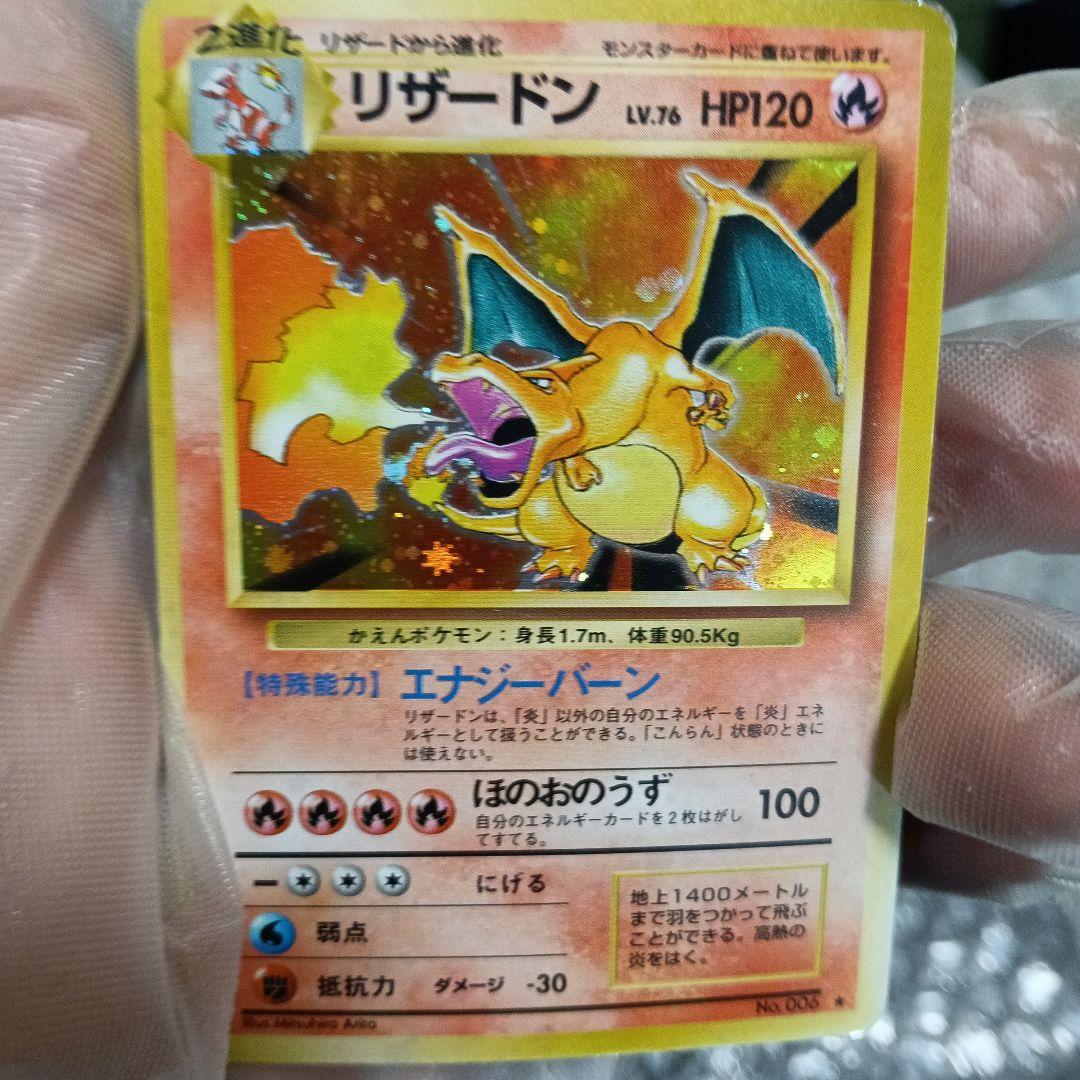 2進化 リザードから進化 モンスターカードに重ねて使います。
リザードン LV.76 HP120
かえんポケモン：身長1.7m、体重90.5Kg
【特殊能力】 エナジーバーン
リザードンは、「炎」以外の自分のエネルギーを「炎」エネ
ルギーとして扱うことができる。「こんらん」状態のときに
は使えない。
ほのおのうず 100
自分のエネルギーカードを2枚はがし
てすてる。
にげる
弱点
抵抗力 ダメージ -30
地上1400メートル
まで羽をつかって飛ぶ
ことができる。高熱の
炎をはく。
No. 006 ★
Illus. Mitsuhiro Arita